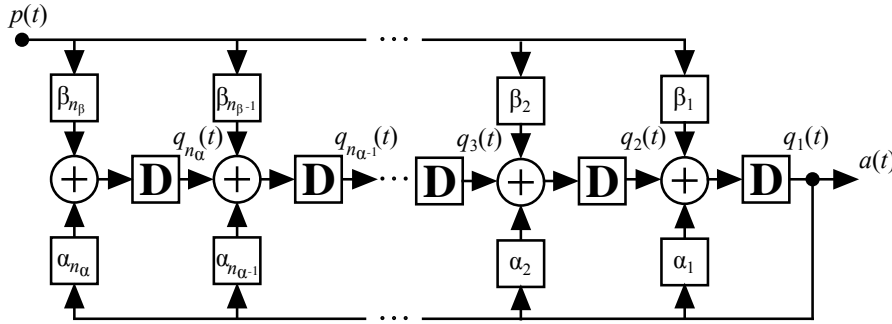 p(t)
...
β_{n_β} β_{n_β-1} β_2 β_1
q_{n_α}(t) q_{n_α-1}(t) q_3(t) q_2(t) q_1(t)
+ D + D ... D + D + D a(t)
α_{n_α} α_{n_α-1} α_2 α_1
...